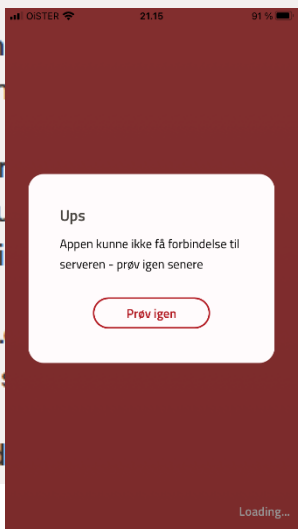 OiSTER 21.15 91 %
Ups
Appen kunne ikke få forbindelse til
serveren - prøv igen senere
Prøv igen
Loading...